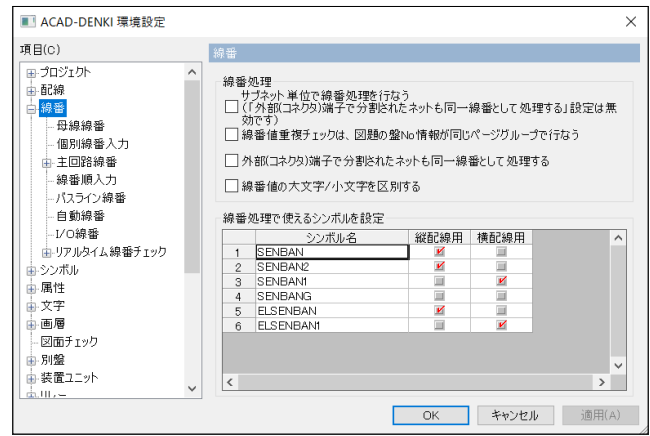 ACAD-DENKI 環境設定
項目(C)
プロジェクト
配線
線番
母線線番
個別線番入力
主回路線番
線番順入力
バスライン線番
自動線番
I/O線番
リアルタイム線番チェック
シンボル
属性
文字
画層
図面チェック
別盤
装置ユニット
リレー
線番
線番処理
サブネット単位で線番処理を行なう
(「外部(コネクタ)端子で分割されたネットも同一線番として処理する」設定は無
効です)
線番値重複チェックは、図題の盤No情報が同じページグループで行なう
外部(コネクタ)端子で分割されたネットも同一線番として処理する
線番値の大文字/小文字を区別する
線番処理で使えるシンボルを設定
シンボル名 縦配線用 横配線用
1 SENBAN
2 SENBAN2
3 SENBAN1
4 SENBANG
5 ELSENBAN
6 ELSENBAN1
OK キャンセル 適用(A)